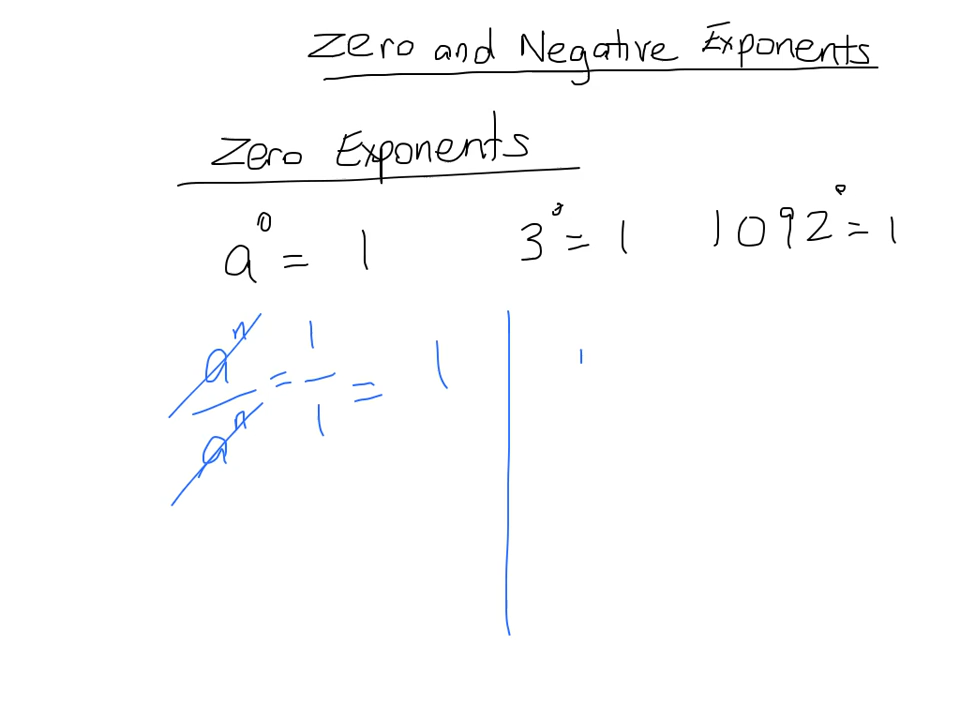 Zero and Negative Exponents
Zero Exponents
a⁰ = 1 3⁰ = 1 1092⁰ = 1
aⁿ/aⁿ = 1/1 = 1